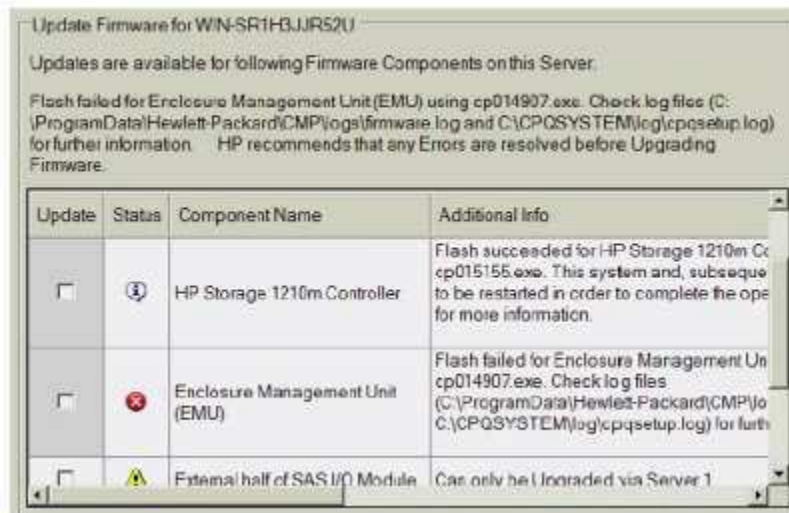 Update Firmware for WIN-SR1H3JJR52U
Updates are available for following Firmware Components on this Server.
Flash failed for Enclosure Management Unit (EMU) using cp014907.exe. Check log files (C:
\ProgramData\Hewlett-Packard\CMP\logs\firmware.log and C:\CPQSYSTEM\log\cpqsetup.log)
for further information. HP recommends that any Errors are resolved before Upgrading
Firmware.
Update Status Component Name Additional Info
HP Storage 1210m Controller
Flash succeeded for HP Storage 1210m Co
cp015155.exe. This system and, subseque
to be restarted in order to complete the ope
for more information.
Enclosure Management Unit
(EMU)
Flash failed for Enclosure Management Un
cp014907.exe. Check log files
(C:\ProgramData\Hewlett-Packard\CMP\lo
C:\CPQSYSTEM\log\cpqsetup.log) for furth
External half of SAS I/O Module Can only be Upgraded via Server 1